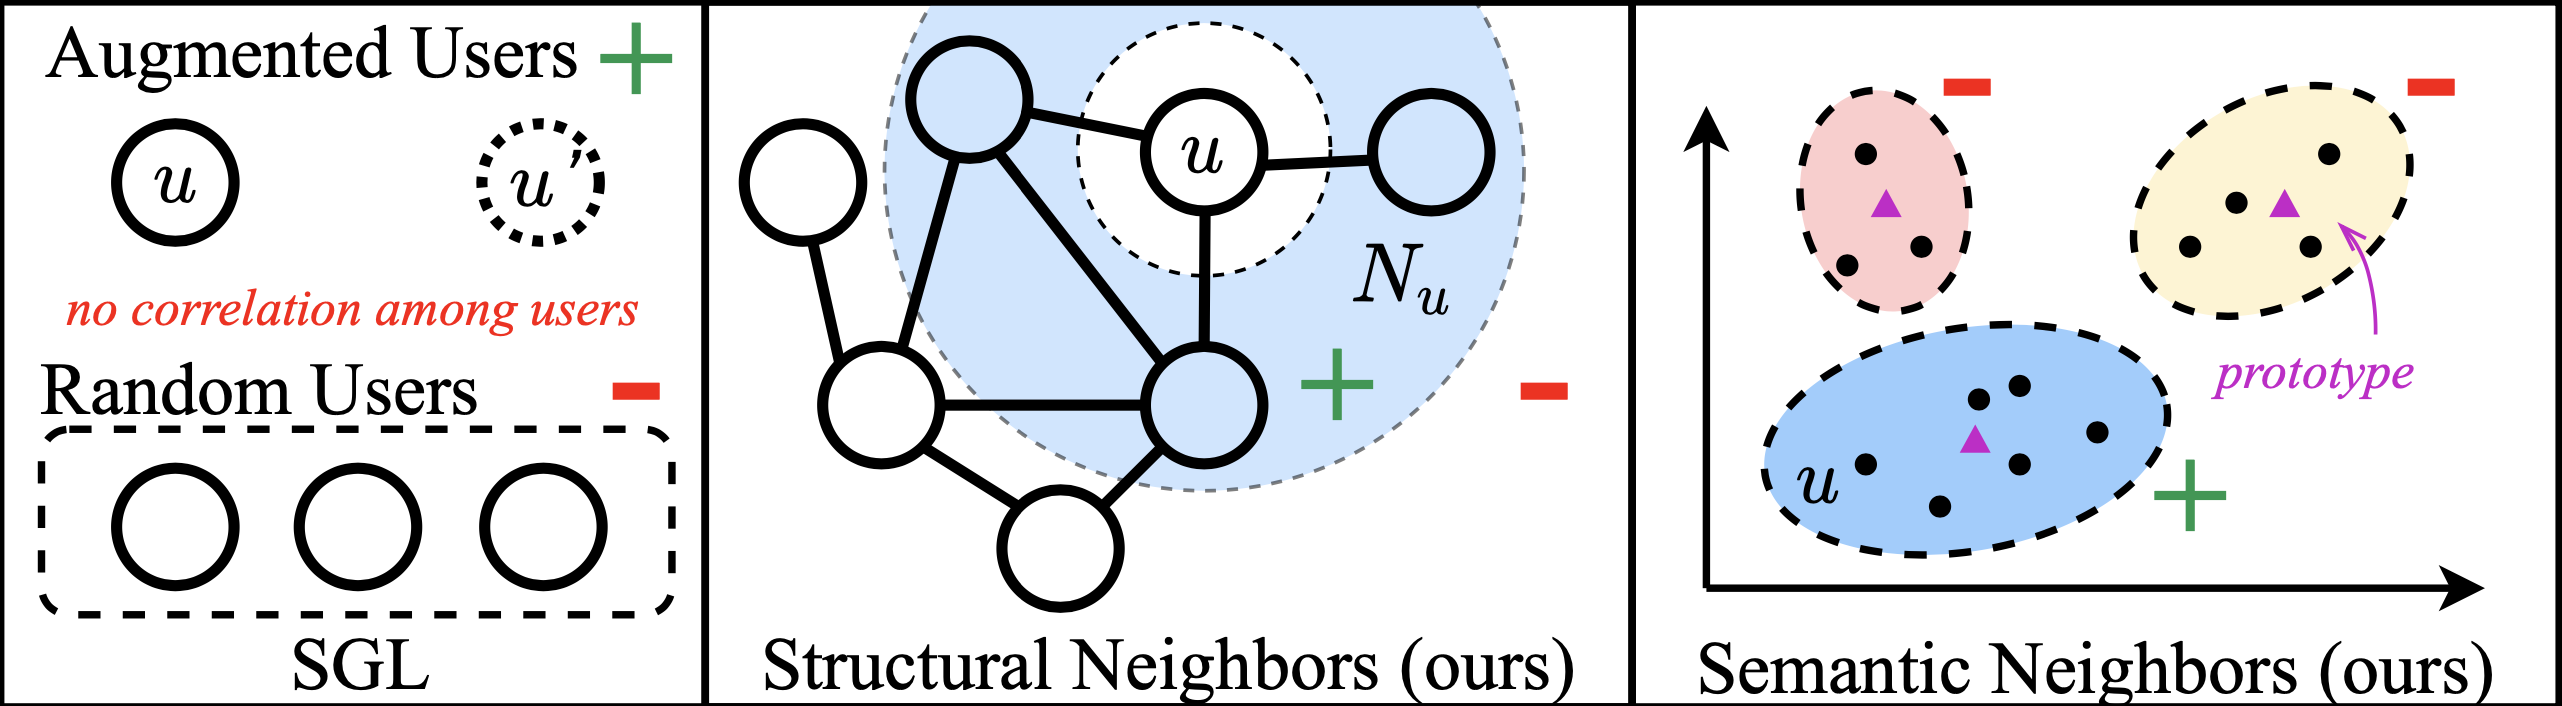 Augmented Users +
u
u′
no correlation among users
Random Users -
SGL
u
N_u
+ -
Structural Neighbors (ours)
- -
prototype
u
+
Semantic Neighbors (ours)